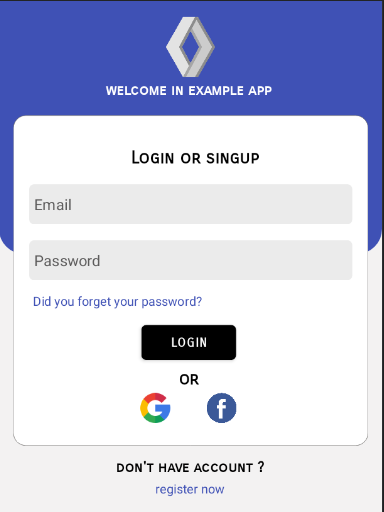 WELCOME IN EXAMPLE APP
LOGIN OR SINGUP
Email
Password
Did you forget your password?
LOGIN
OR
DON'T HAVE ACCOUNT ?
register now